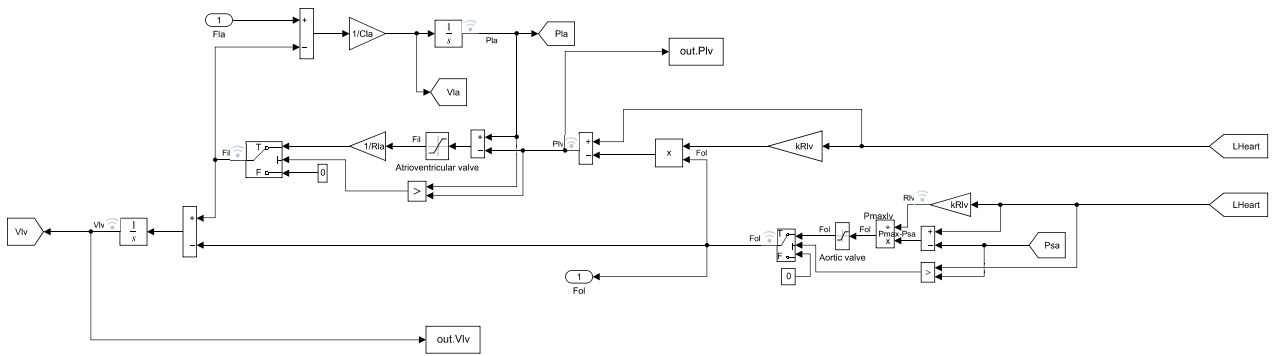 1
Fla
+
−
1/Cla
1
s
Pla
Pla
out.Plv
Vla
Fil
T
F
1/Rla
Fil
Atrioventricular valve
+
−
Plv
+
−
x
Fol
kRlv
LHeart
0
>
Vlv
Vlv
1
s
+
−
Fol
T
F
Fol
Aortic valve
Fol
Pmaxlv
÷
x
Pmax-Psa
Rlv
kRlv
+
−
LHeart
Psa
0
>
1
Fol
out.Vlv